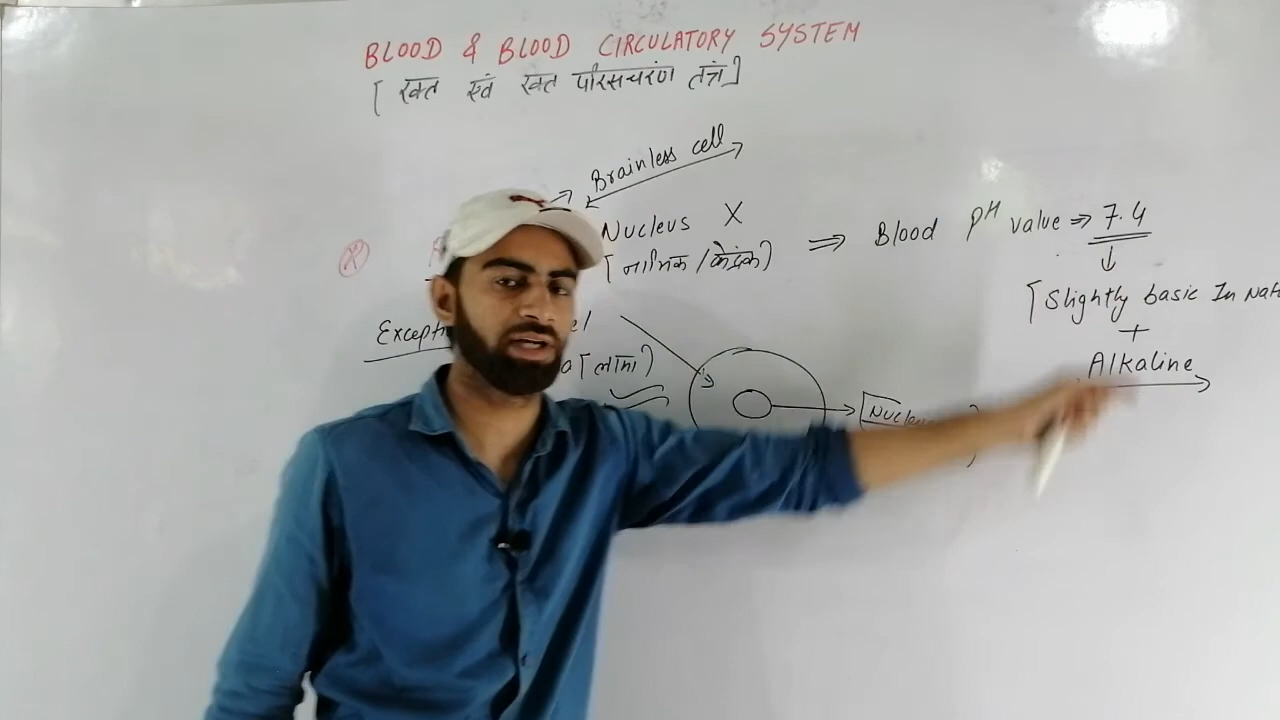 BLOOD & BLOOD CIRCULATORY SYSTEM
[ रक्त एवं रक्त परिसंचरण तंत्र ]
Brainless cell
Nucleus X
[ नाभिक / केंद्रक ]
⇒ Blood pH value ⇒ 7.4
[ Slightly basic In Nat
+
Alkaline
Except
[ लामा ]